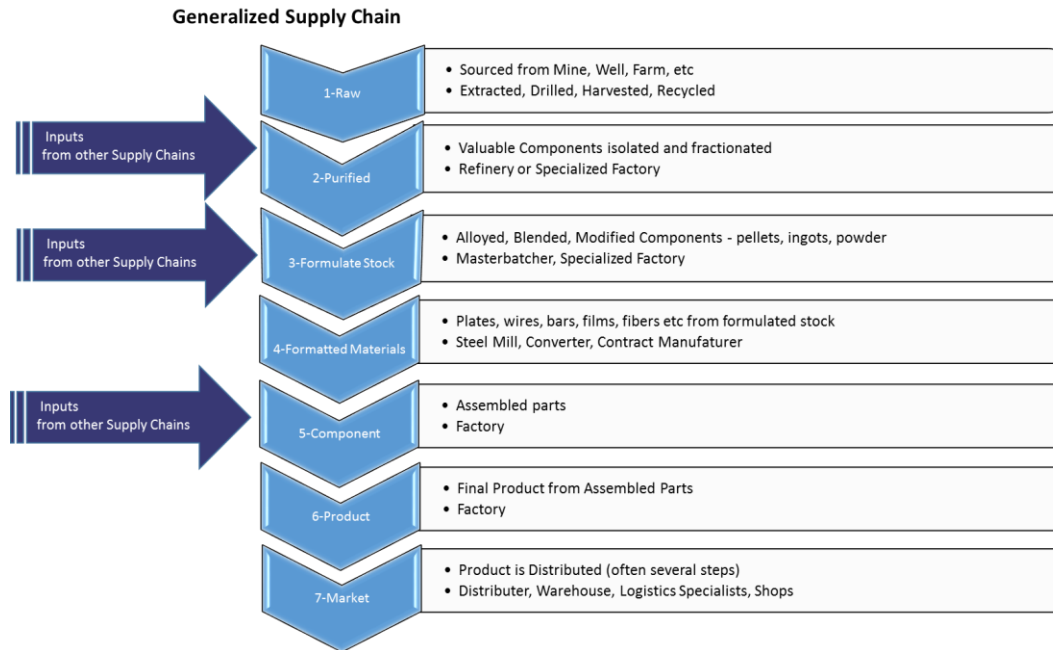 Generalized Supply Chain
1-Raw
• Sourced from Mine, Well, Farm, etc
• Extracted, Drilled, Harvested, Recycled
Inputs
from other Supply Chains
2-Purified
• Valuable Components isolated and fractionated
• Refinery or Specialized Factory
Inputs
from other Supply Chains
3-Formulate Stock
• Alloyed, Blended, Modified Components - pellets, ingots, powder
• Masterbatcher, Specialized Factory
4-Formatted Materials
• Plates, wires, bars, films, fibers etc from formulated stock
• Steel Mill, Converter, Contract Manufaturer
Inputs
from other Supply Chains
5-Component
• Assembled parts
• Factory
6-Product
• Final Product from Assembled Parts
• Factory
7-Market
• Product is Distributed (often several steps)
• Distributer, Warehouse, Logistics Specialists, Shops